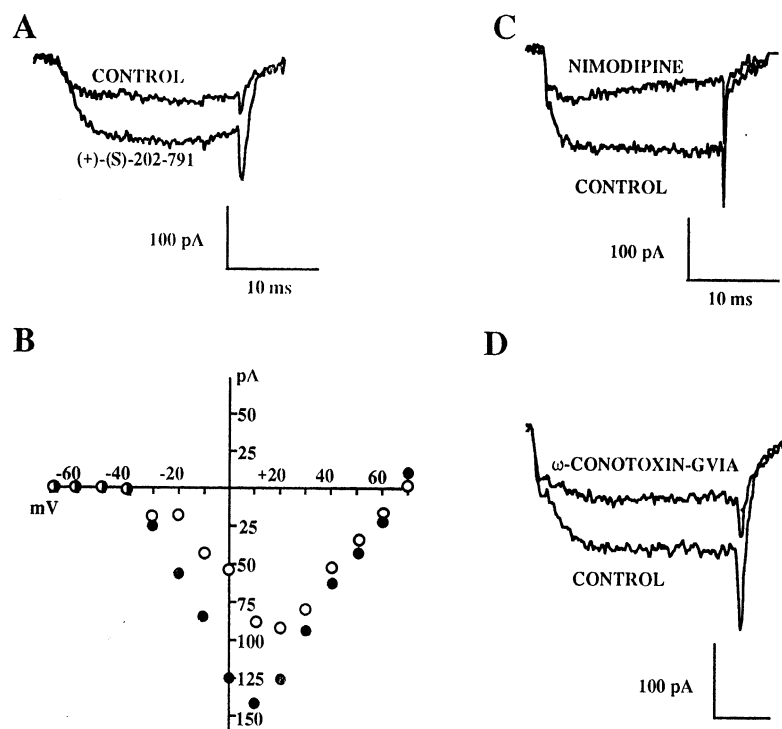 A
CONTROL
(+)-(S)-202-791
100 pA
10 ms
C
NIMODIPINE
CONTROL
100 pA
10 ms
B
pA
50
25
-60 -40 -20 +20 40 60
mV
25
50
75
100
125
150
D
ω-CONOTOXIN-GVIA
CONTROL
100 pA